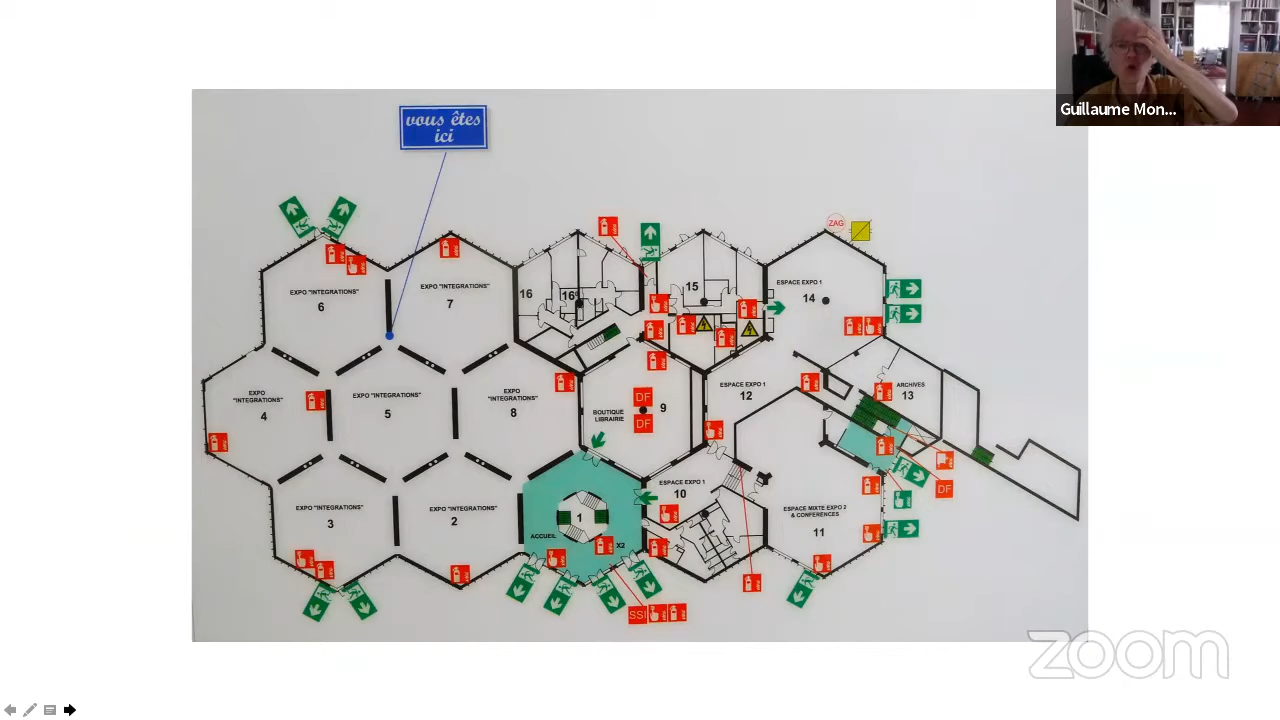 Guillaume Mon...
vous êtes
ici
ZAG
EXPO "INTEGRATIONS"
6
EXPO "INTEGRATIONS"
7
16
16
15
ESPACE EXPO 1
14
EXPO
"INTEGRATIONS"
4
EXPO "INTEGRATIONS"
5
EXPO
"INTEGRATIONS"
8
BOUTIQUE
LIBRAIRIE
DF
DF
9
ESPACE EXPO 1
12
ARCHIVES
13
EXPO "INTEGRATIONS"
3
EXPO "INTEGRATIONS"
2
1
ACCUEIL
X2
ESPACE EXPO 1
10
ESPACE MIXTE EXPO 2
& CONFERENCES
11
DF
SSI
zoom